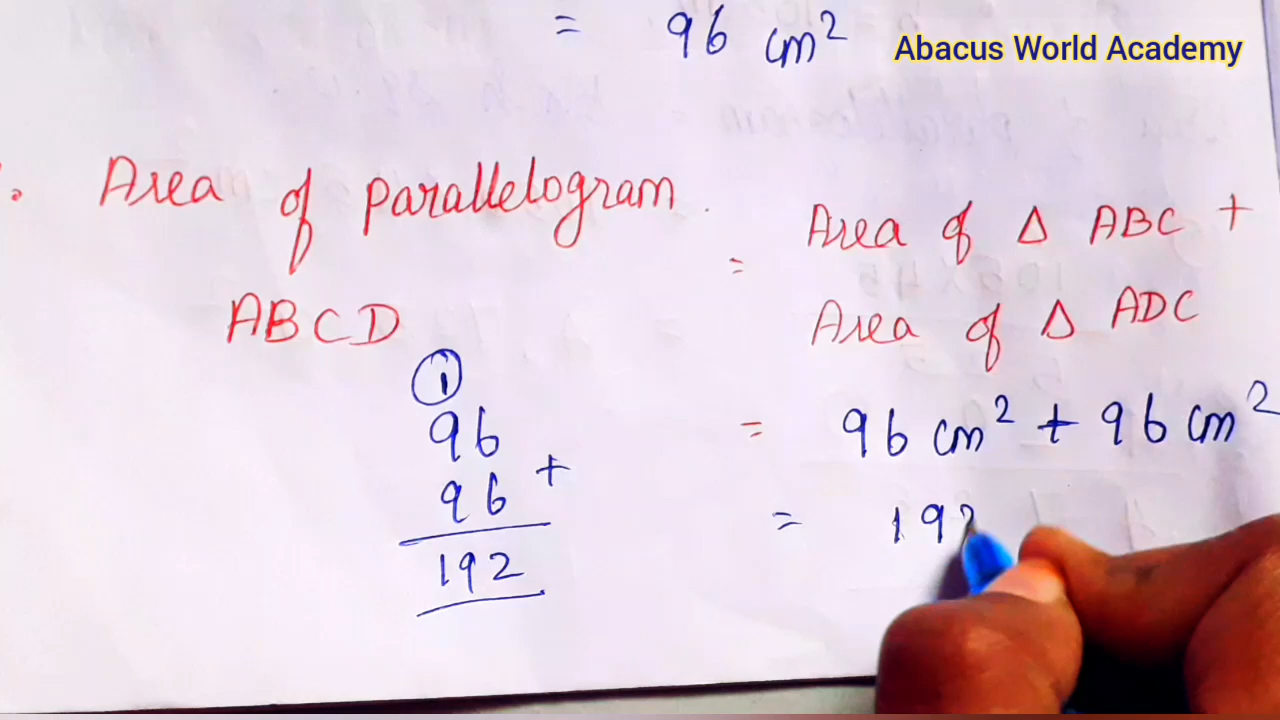 = 96 cm²
Abacus World Academy
. Area of parallelogram
ABCD
= Area of Δ ABC +
Area of Δ ADC
= 96 cm² + 96 cm²
= 192
1
96
96 +
192